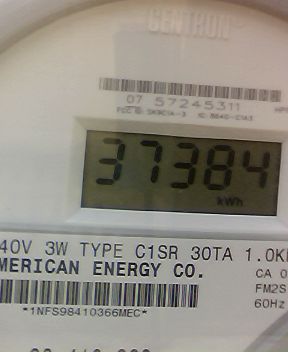 CENTRON
07 57245311
37384
kWh
40V 3W TYPE C1SR 30TA 1.0K
MERICAN ENERGY CO.
CA 0
FM2S
60Hz
*1NFS98410366MEC*